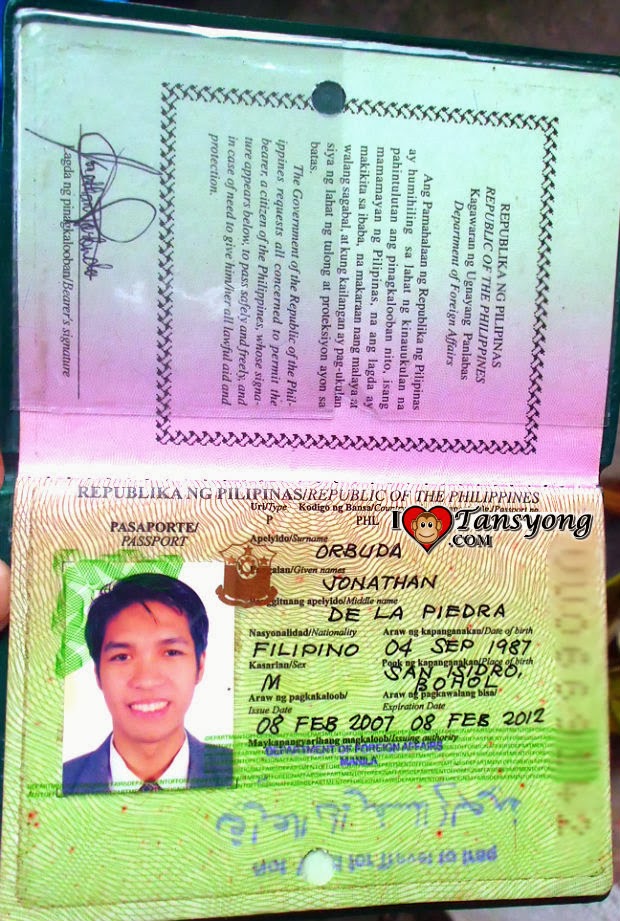 REPUBLIKA NG PILIPINAS
REPUBLIC OF THE PHILIPPINES
Kagawaran ng Ugnayang Panlabas
Department of Foreign Affairs
Ang Pamahalaan ng Republika ng Pilipinas
ay humihiling sa lahat ng kinauukulan na
pahintulutan ang pinagkalooban nito, isang
mamamayan ng Pilipinas, na ang lagda ay
makikita sa ibaba, na makaraan nang malaya at
walang sagabal, at kung kailangan ay pag-ukulan
siya ng lahat ng tulong at proteksiyon ayon sa
batas.
The Government of the Republic of the Phil-
ippines requests all concerned to permit the
bearer, a citizen of the Philippines, whose signa-
ture appears below, to pass safely and freely, and
in case of need to give him/her all lawful aid and
protection.
Lagda ng pinagkalooban/Bearer's signature
REPUBLIKA NG PILIPINAS/REPUBLIC OF THE PHILIPPINES
PASAPORTE/
PASSPORT
Uri/Type Kodigo ng Bansa/Country
P PHL
I Tansyong
.COM
Apelyido/Surname
ORBUDA
Pangalan/Given names
JONATHAN
Panggitnang apelyido/Middle name
DE LA PIEDRA
Nasyonalidad/Nationality Araw ng kapanganakan/Date of birth
FILIPINO 04 SEP 1987
Kasarian/Sex Pook ng kapanganakan/Place of birth
M SAN ISIDRO,
BOHOL
Araw ng pagkakaloob/ Araw ng pagkawalang bisa/
Issue Date Expiration Date
08 FEB 2007 08 FEB 2012
Maykapangyarihang magkaloob/Issuing authority
DEPARTMENT OF FOREIGN AFFAIRS
MANILA